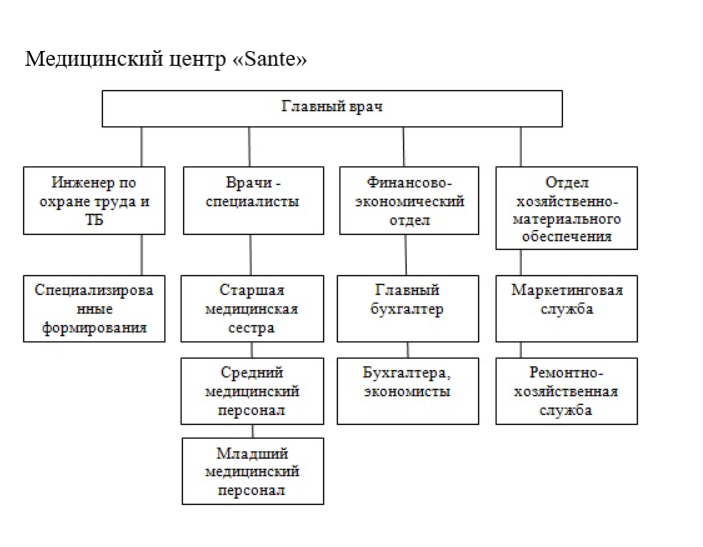 Медицинский центр «Sante»
Главный врач
Инженер по
охране труда и
ТБ
Врачи -
специалисты
Финансово-
экономический
отдел
Отдел
хозяйственно-
материального
обеспечения
Специализирова
нные
формирования
Старшая
медицинская
сестра
Главный
бухгалтер
Маркетинговая
служба
Средний
медицинский
персонал
Бухгалтера,
экономисты
Ремонтно-
хозяйственная
служба
Младший
медицинский
персонал